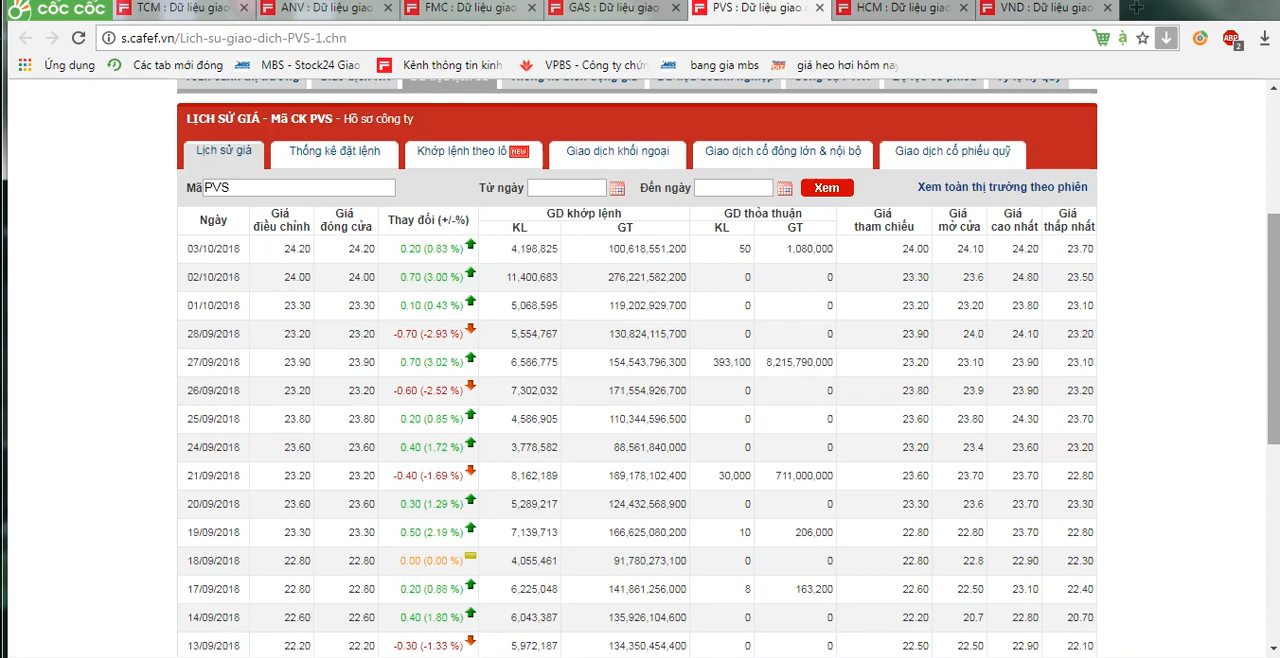 cốc cốc
TCM : Dữ liệu giao
ANV : Dữ liệu giao
FMC : Dữ liệu giao
GAS : Dữ liệu giao
PVS : Dữ liệu giao
HCM : Dữ liệu giao
VND : Dữ liệu giao
s.cafef.vn/Lich-su-giao-dich-PVS-1.chn
ABP 2
Ứng dụng
Các tab mới đóng
MBS - Stock24 Giao
Kênh thông tin kinh
VPBS - Công ty chứn
bang gia mbs
giá heo hơi hôm nay
LỊCH SỬ GIÁ - Mã CK PVS - Hồ sơ công ty
Lịch sử giá
Thống kê đặt lệnh
Khớp lệnh theo lô NEW
Giao dịch khối ngoại
Giao dịch cổ đông lớn & nội bộ
Giao dịch cổ phiếu quỹ
Mã PVS Từ ngày Đến ngày Xem Xem toàn thị trường theo phiên
Ngày Giá điều chỉnh Giá đóng cửa Thay đổi (+/-%) GD khớp lệnh GD thỏa thuận Giá tham chiếu Giá mở cửa Giá cao nhất Giá thấp nhất
KL GT KL GT
03/10/2018 24.20 24.20 0.20 (0.83 %) 4,198,825 100,618,551,200 50 1,080,000 24.00 24.10 24.20 23.70
02/10/2018 24.00 24.00 0.70 (3.00 %) 11,400,683 276,221,582,200 0 0 23.30 23.6 24.80 23.50
01/10/2018 23.30 23.30 0.10 (0.43 %) 5,068,595 119,202,929,700 0 0 23.20 23.20 23.80 23.10
28/09/2018 23.20 23.20 -0.70 (-2.93 %) 5,554,767 130,824,115,700 0 0 23.90 24.0 24.10 23.20
27/09/2018 23.90 23.90 0.70 (3.02 %) 6,586,775 154,543,796,300 393,100 8,215,790,000 23.20 23.10 23.90 23.10
26/09/2018 23.20 23.20 -0.60 (-2.52 %) 7,302,032 171,554,926,700 0 0 23.80 23.9 23.90 23.20
25/09/2018 23.80 23.80 0.20 (0.85 %) 4,586,905 110,344,596,500 0 0 23.60 23.80 24.30 23.70
24/09/2018 23.60 23.60 0.40 (1.72 %) 3,778,582 88,561,840,000 0 0 23.20 23.4 23.60 23.20
21/09/2018 23.20 23.20 -0.40 (-1.69 %) 8,162,189 189,178,102,400 30,000 711,000,000 23.60 23.70 23.70 22.80
20/09/2018 23.60 23.60 0.30 (1.29 %) 5,289,217 124,432,568,900 0 0 23.30 23.6 23.70 23.30
19/09/2018 23.30 23.30 0.50 (2.19 %) 7,139,713 166,625,080,200 10 206,000 22.80 22.80 23.70 22.80
18/09/2018 22.80 22.80 0.00 (0.00 %) 4,055,461 91,780,273,100 0 0 22.80 22.8 22.90 22.30
17/09/2018 22.80 22.80 0.20 (0.88 %) 6,225,048 141,861,256,000 8 163,200 22.60 22.50 23.10 22.40
14/09/2018 22.60 22.60 0.40 (1.80 %) 6,043,387 135,926,104,600 0 0 22.20 20.7 22.80 20.70
13/09/2018 22.20 22.20 -0.30 (-1.33 %) 5,972,187 134,350,454,400 0 0 22.50 22.50 22.90 22.10